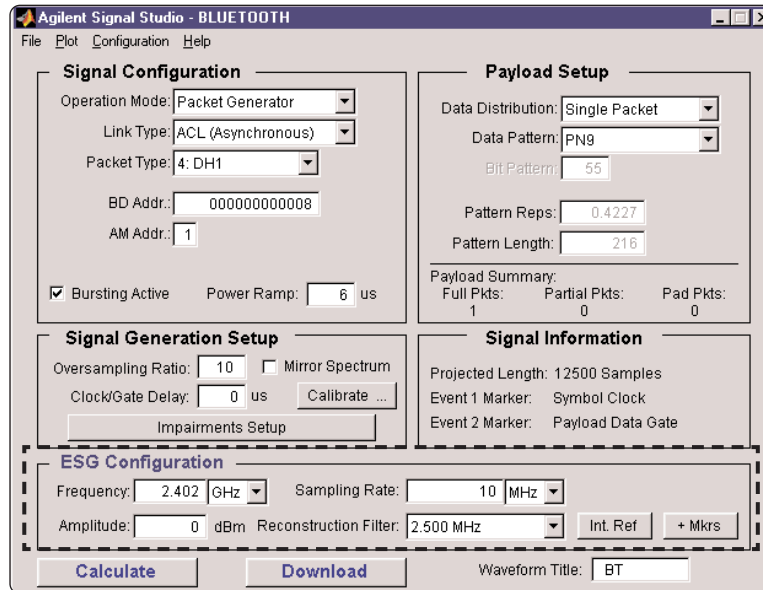 Agilent Signal Studio - BLUETOOTH
File Plot Configuration Help
Signal Configuration
Operation Mode: Packet Generator
Link Type: ACL (Asynchronous)
Packet Type: 4: DH1
BD Addr.: 000000000008
AM Addr.: 1
Bursting Active Power Ramp: 6 us
Payload Setup
Data Distribution: Single Packet
Data Pattern: PN9
Bit Pattern: 55
Pattern Reps: 0.4227
Pattern Length: 216
Payload Summary:
Full Pkts: Partial Pkts: Pad Pkts:
1 0 0
Signal Generation Setup
Oversampling Ratio: 10 Mirror Spectrum
Clock/Gate Delay: 0 us Calibrate ...
Impairments Setup
Signal Information
Projected Length: 12500 Samples
Event 1 Marker: Symbol Clock
Event 2 Marker: Payload Data Gate
ESG Configuration
Frequency: 2.402 GHz Sampling Rate: 10 MHz
Amplitude: 0 dBm Reconstruction Filter: 2.500 MHz Int. Ref + Mkrs
Calculate Download Waveform Title: BT